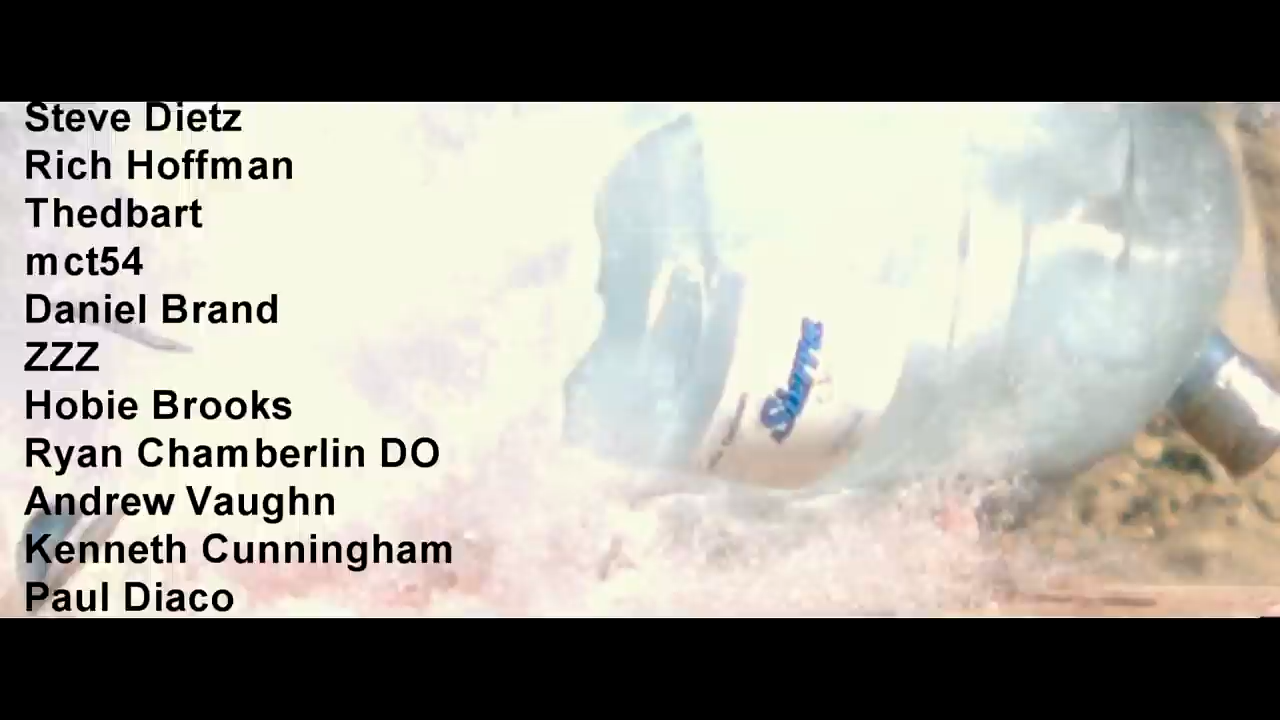 Steve Dietz
Rich Hoffman
Thedbart
mct54
Daniel Brand
ZZZ
Hobie Brooks
Ryan Chamberlin DO
Andrew Vaughn
Kenneth Cunningham
Paul Diaco